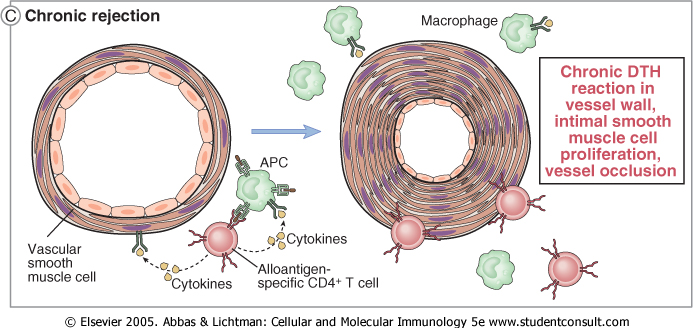 C Chronic rejection
Macrophage
Chronic DTH
reaction in
vessel wall,
intimal smooth
muscle cell
proliferation,
vessel occlusion
APC
Vascular
smooth
muscle cell
Cytokines
Cytokines
Alloantigen-
specific CD4⁺ T cell
© Elsevier 2005. Abbas & Lichtman: Cellular and Molecular Immunology 5e www.studentconsult.com